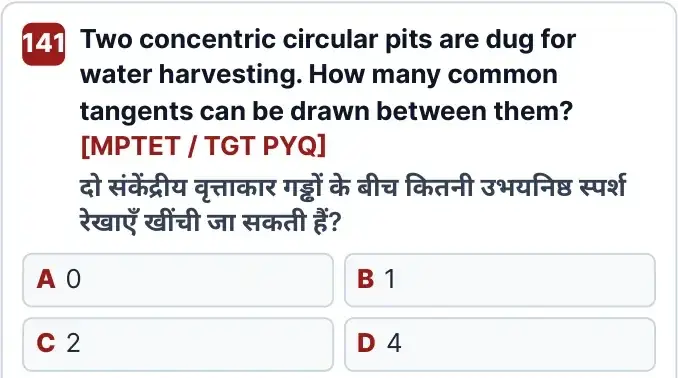 141 Two concentric circular pits are dug for
water harvesting. How many common
tangents can be drawn between them?
[MPTET / TGT PYQ]
दो संकेंद्रीय वृत्ताकार गड्ढों के बीच कितनी उभयनिष्ठ स्पर्श
रेखाएँ खींची जा सकती हैं?
A 0
B 1
C 2
D 4